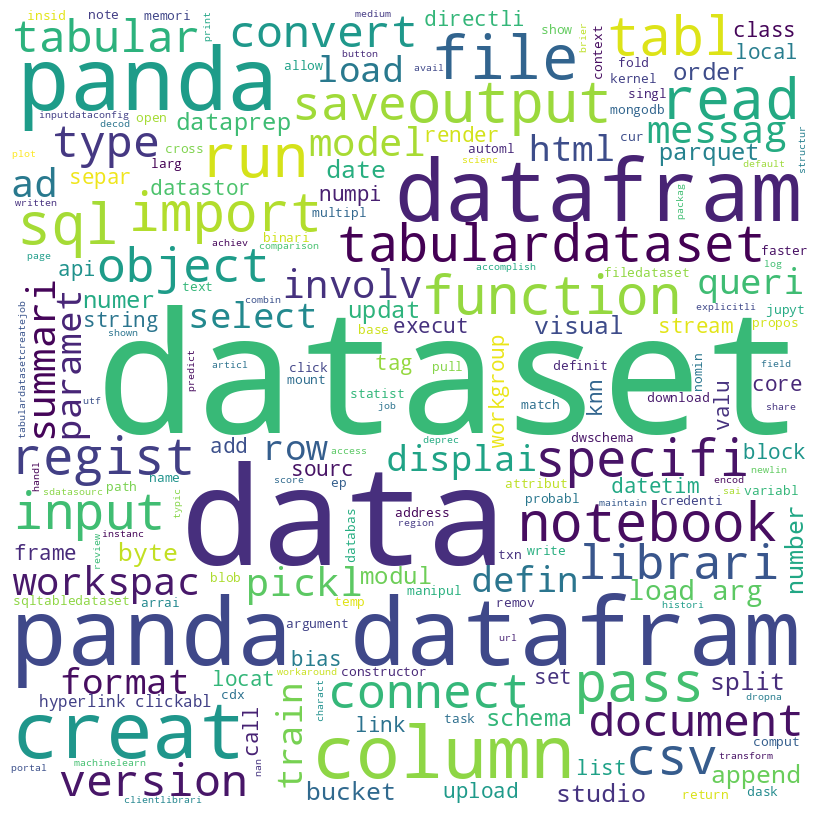 tabular
print
note
memori
insid
convert
directli
show
brier
class
tabl
panda
allow
load
button
medium
file
avail
context
fold
kernel
local
order
singl
mongodb
read
inputdataconfig
open
decod
dataprep
saveoutput
type
cross
run
model
render
automl
scienc
html
cur
messag
parquet
structur
plot
larg
ad
separ
datastor
date
numpi
multipl
default
packag
written
sql
import
datafram
achiev
binari
comparison
tabulardataset
faster
page
api
object
text
involv
accomplish
filedataset
log
queri
function
numer
string
combin
select
updat
explicitli
jupyt
propos
tabulardatasetcreatejob
summari
paramet
shown
base
execut
visual
stream
dataset
predict
articl
click
mount
tag
pull
workgroup
definit
nomin
core
valu
utf
statist
job
match
knn
download
field
share
regist
add
row
deprec
displai
specifi
block
handl
sdatasourc
name
path
typic
sourc
access
score
ep
dwschema
attribut
datetim
encod
newlin
sai
variabl
probabl
credenti
maintain
input
data
address
region
notebook
number
instanc
frame
review
byte
databas
txn
write
librari
workspac
blob
pickl
modul
manipul
defin
load arg
sqltabledataset
arrai
temp
remov
histori
panda datafram
argument
url
format
locat
bias
workaround
constructor
set
split
dropna
pass
hyperlink clickabl
cdx
charact
connect
schema
document
creat
call
train
link
task
column
comput
transform
portal
machinelearn
nan
version
list
csv
append
clientlibrari
bucket
upload
studio
return
dask